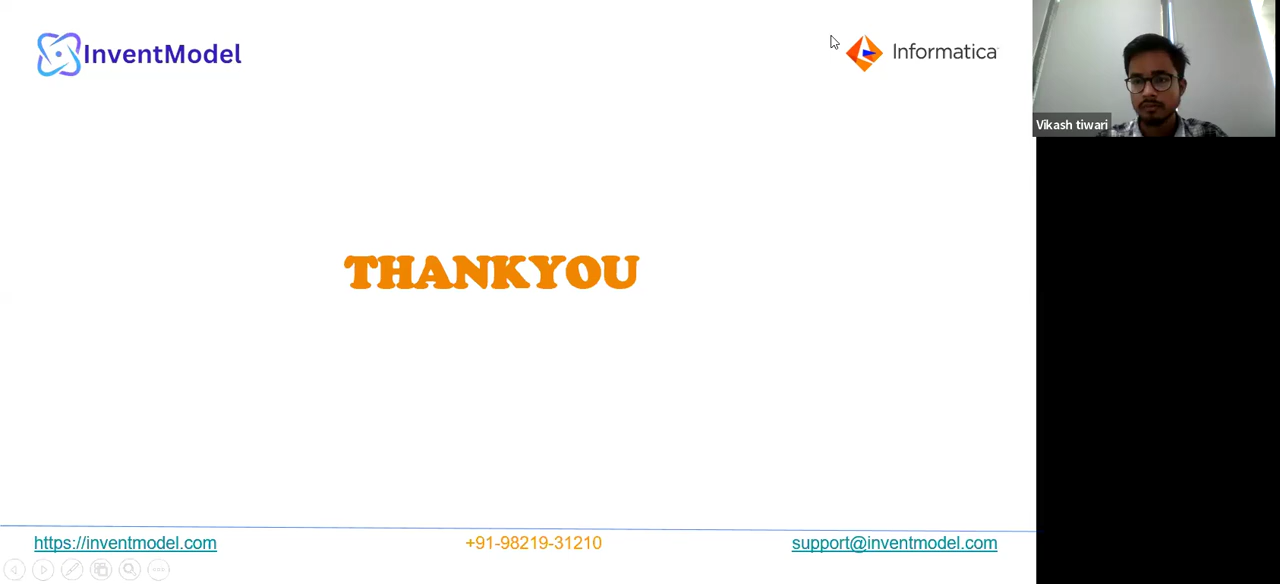 InventModel
Informatica
Vikash tiwari
THANKYOU
https://inventmodel.com
+91-98219-31210
support@inventmodel.com